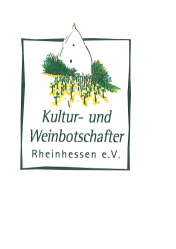 Kultur- und
Weinbotschafter
Rheinhessen e.V.